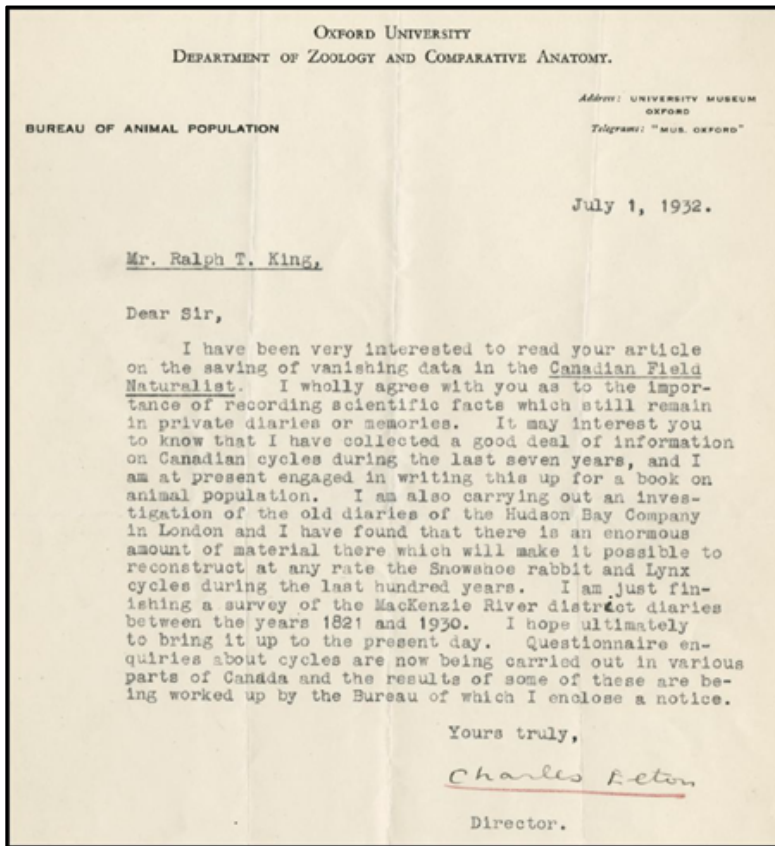 OXFORD UNIVERSITY
DEPARTMENT OF ZOOLOGY AND COMPARATIVE ANATOMY.
Address: UNIVERSITY MUSEUM
OXFORD
BUREAU OF ANIMAL POPULATION
Telegrams: "MUS. OXFORD"
July 1, 1932.
Mr. Ralph T. King,
Dear Sir,
I have been very interested to read your article
on the saving of vanishing data in the Canadian Field
Naturalist. I wholly agree with you as to the impor-
tance of recording scientific facts which still remain
in private diaries or memories. It may interest you
to know that I have collected a good deal of information
on Canadian cycles during the last seven years, and I
am at present engaged in writing this up for a book on
animal population. I am also carrying out an inves-
tigation of the old diaries of the Hudson Bay Company
in London and I have found that there is an enormous
amount of material there which will make it possible to
reconstruct at any rate the Snowshoe rabbit and Lynx
cycles during the last hundred years. I am just fin-
ishing a survey of the MacKenzie River district diaries
between the years 1821 and 1930. I hope ultimately
to bring it up to the present day. Questionnaire en-
quiries about cycles are now being carried out in various
parts of Canada and the results of some of these are be-
ing worked up by the Bureau of which I enclose a notice.
Yours truly,
Charles Elton
Director.